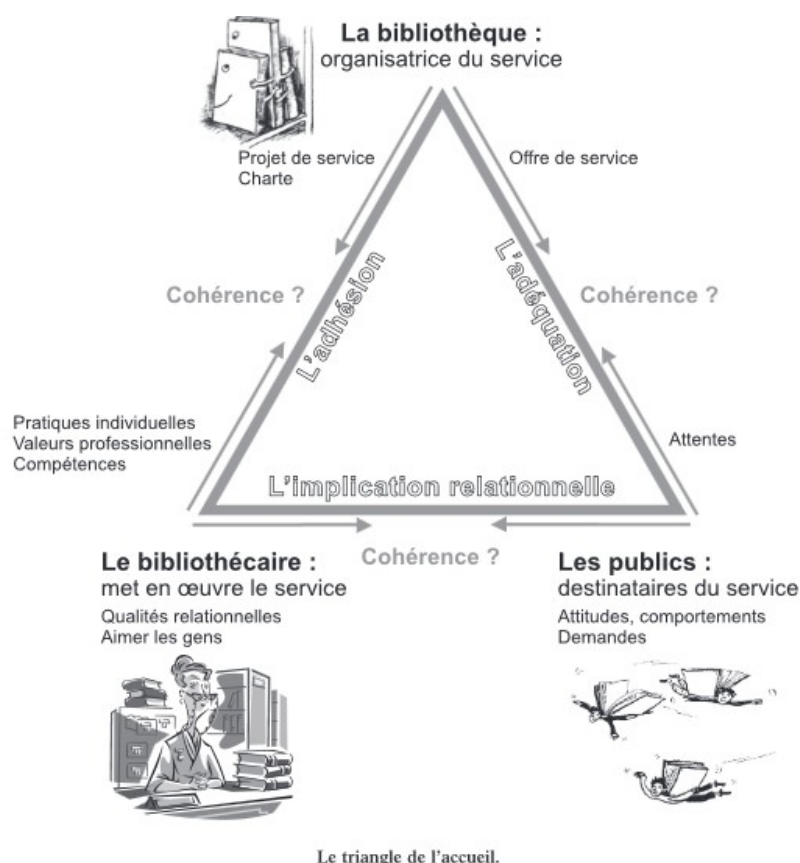 La bibliothèque :
organisatrice du service
Projet de service
Charte
Offre de service
Cohérence ?
L'adhésion
L'adéquation
Cohérence ?
Pratiques individuelles
Valeurs professionnelles
Compétences
Attentes
L'implication relationnelle
Cohérence ?
Le bibliothécaire :
met en œuvre le service
Qualités relationnelles
Aimer les gens
Les publics :
destinataires du service
Attitudes, comportements
Demandes
Le triangle de l'accueil.